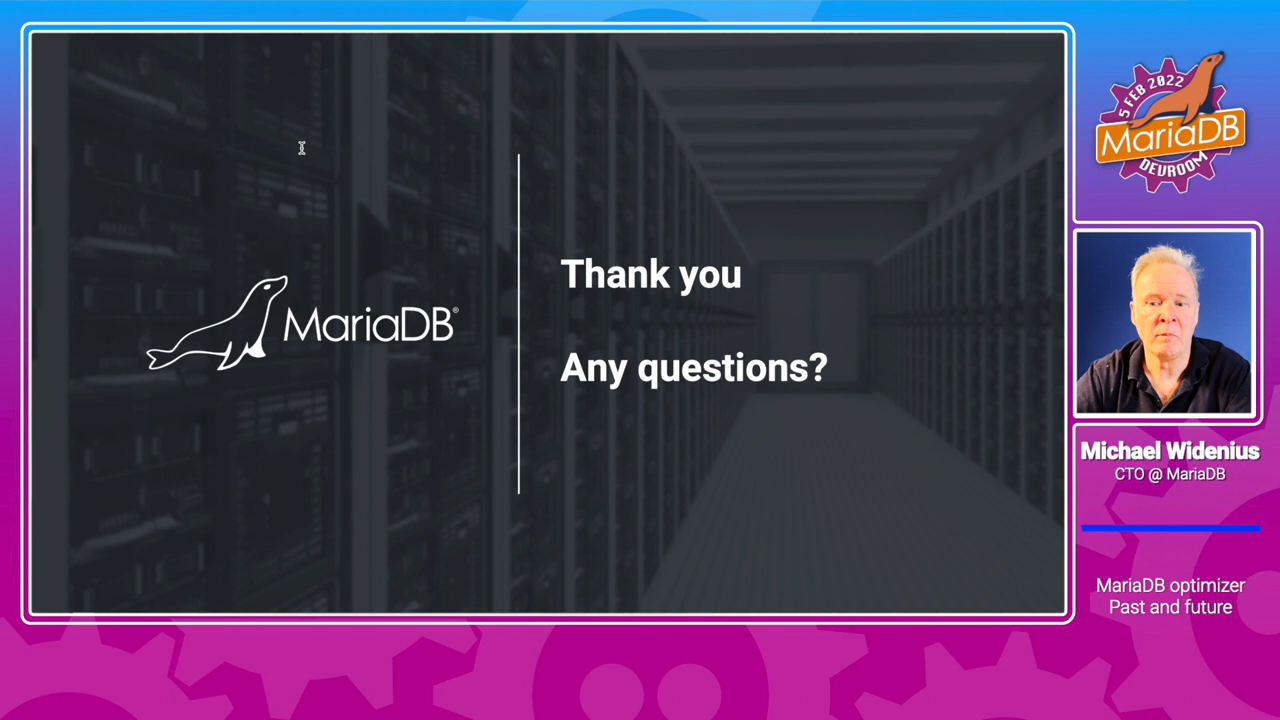 MariaDB®
Thank you
Any questions?
5 FEB 2022
MariaDB
DEVROOM
Michael Widenius
CTO @ MariaDB
MariaDB optimizer
Past and future